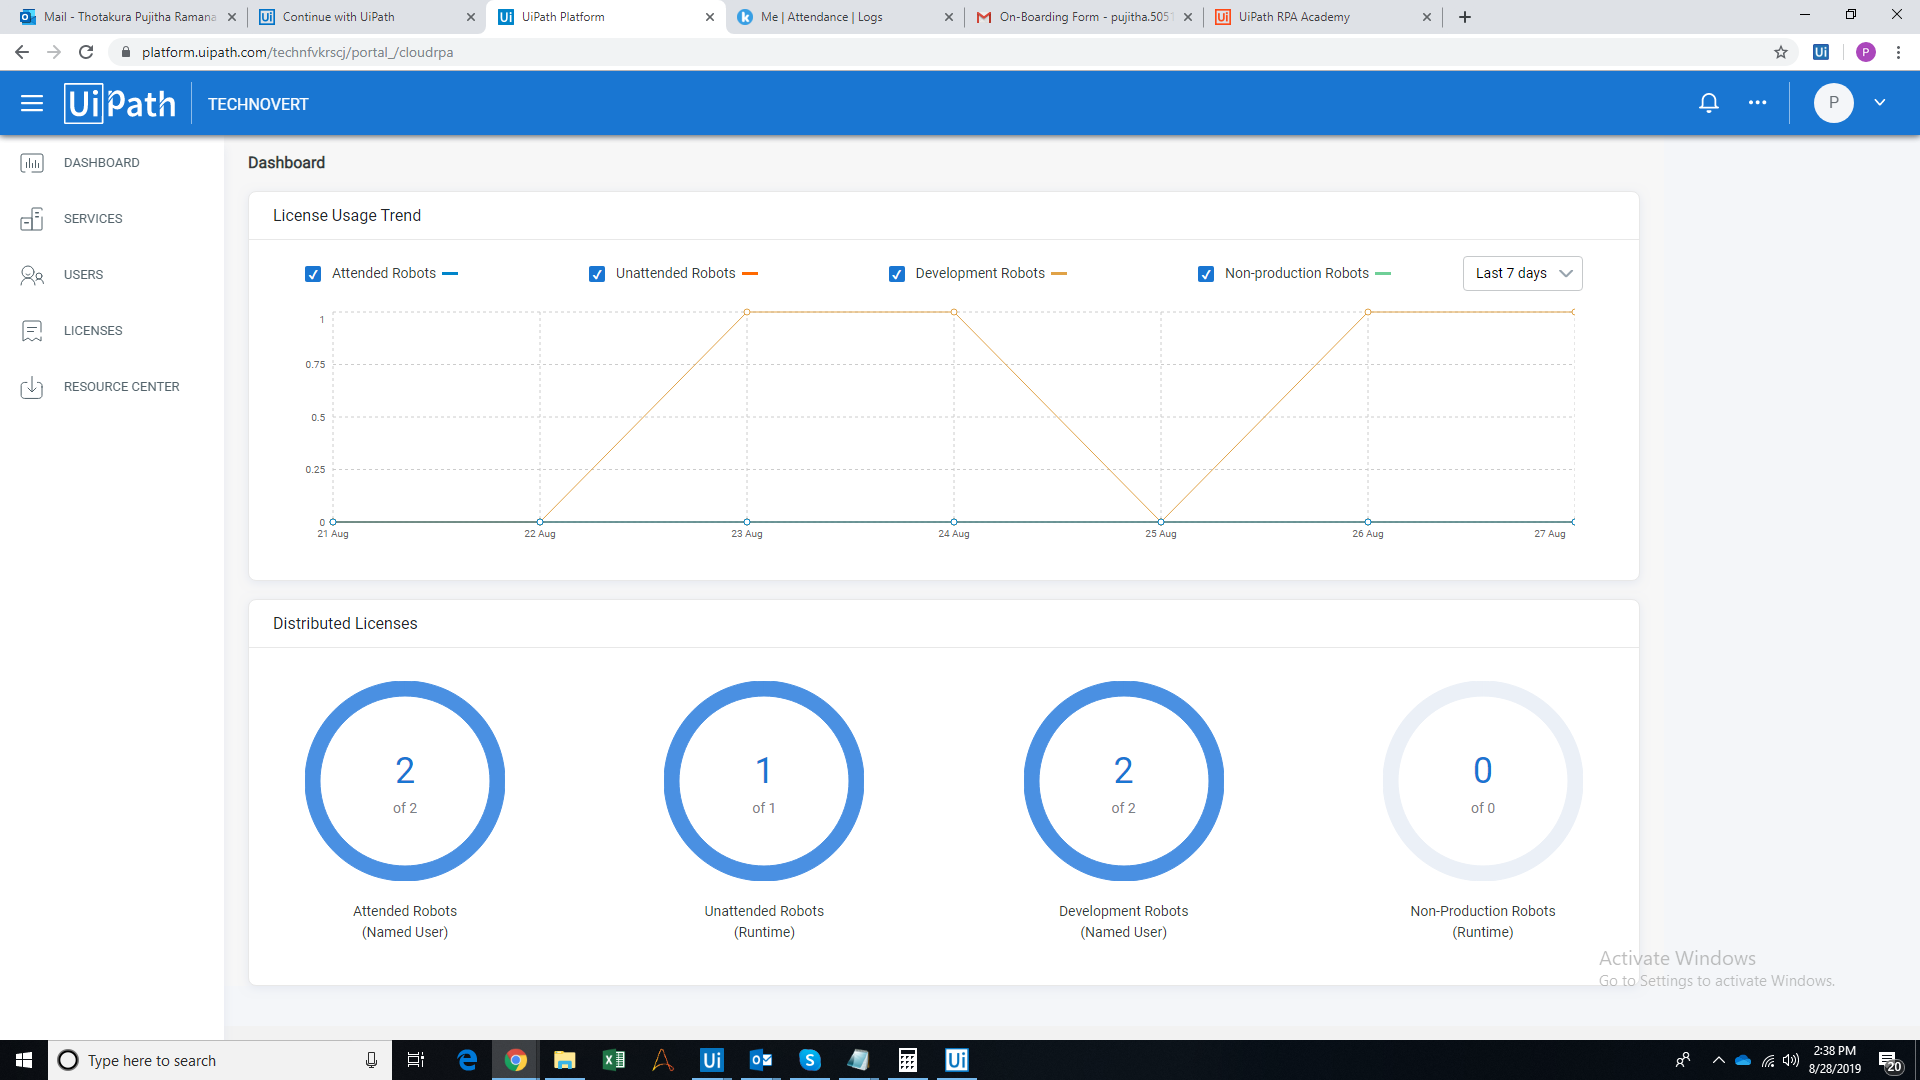 Mail - Thotakura Pujitha Ramana
Continue with UiPath
UiPath Platform
Me | Attendance | Logs
On-Boarding Form - pujitha.505
UiPath RPA Academy
platform.uipath.com/technfvkrscj/portal_/cloudrpa
Ui
P
UiPath
TECHNOVERT
P
DASHBOARD
SERVICES
USERS
LICENSES
RESOURCE CENTER
Dashboard
License Usage Trend
Attended Robots
Unattended Robots
Development Robots
Non-production Robots
Last 7 days
1
0.75
0.5
0.25
0
21 Aug
22 Aug
23 Aug
24 Aug
25 Aug
26 Aug
27 Aug
Distributed Licenses
2
of 2
Attended Robots
(Named User)
1
of 1
Unattended Robots
(Runtime)
2
of 2
Development Robots
(Named User)
0
of 0
Non-Production Robots
(Runtime)
Activate Windows
Go to Settings to activate Windows.
Type here to search
Ui
Ui
2:38 PM
8/28/2019
20